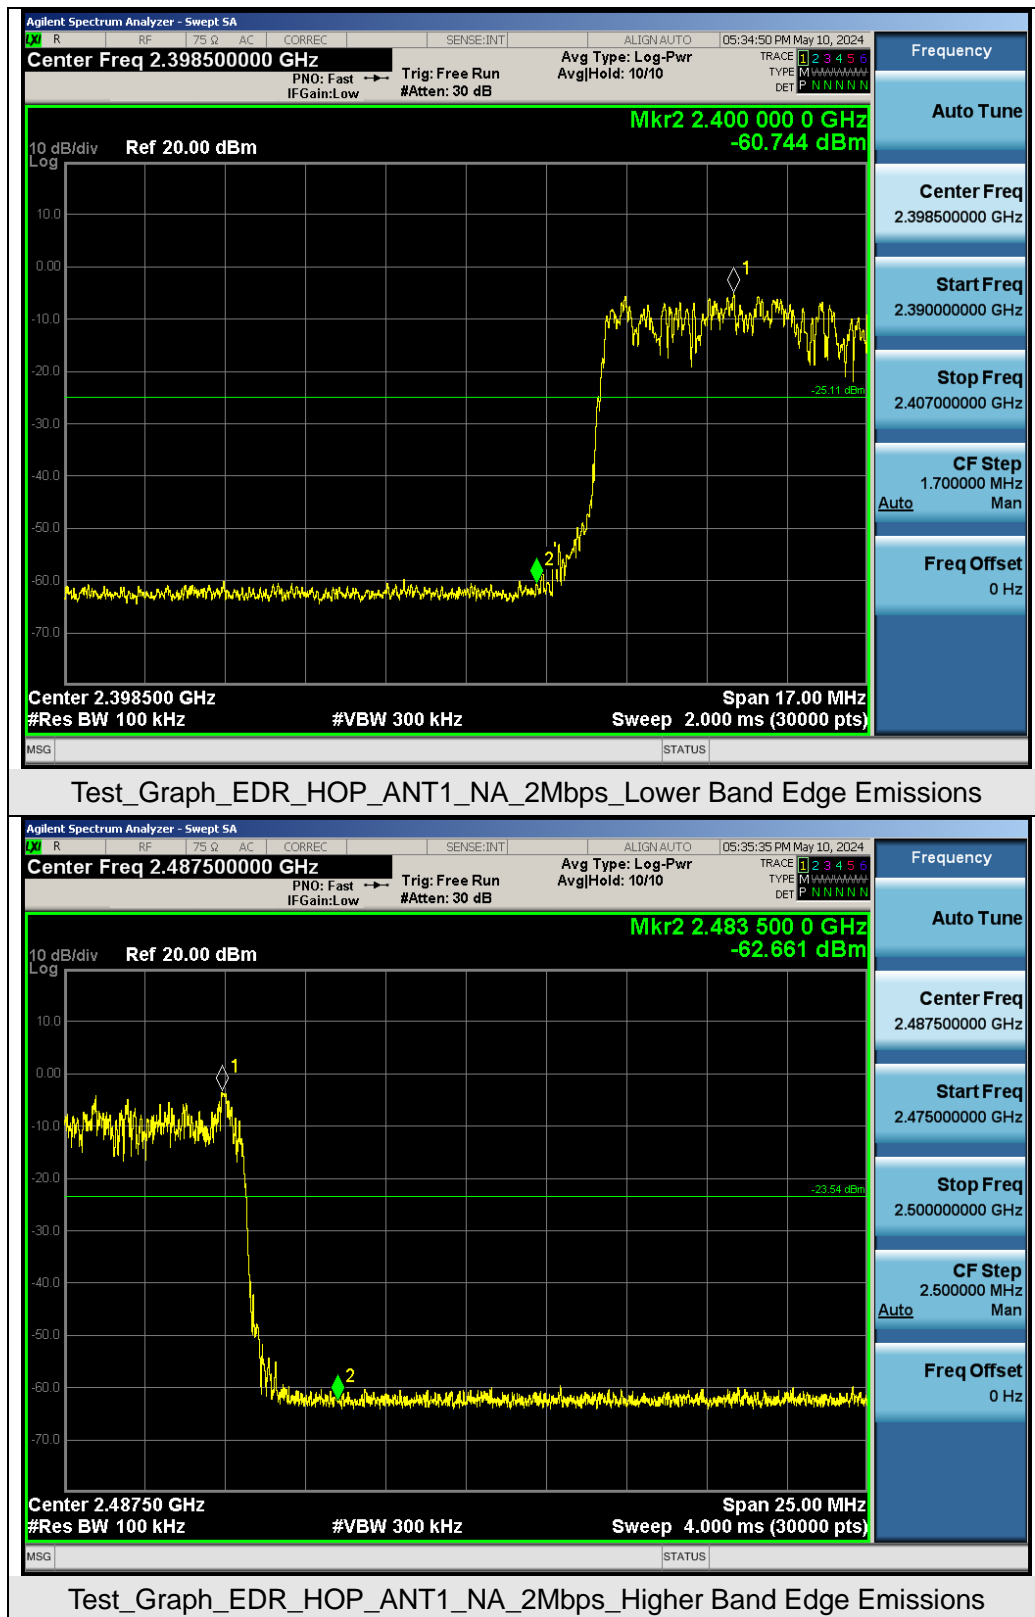 Agilent Spectrum Analyzer - Swept SA
LXI R RF 75 Ω AC CORREC SENSE:INT ALIGN AUTO 05:34:50 PM May 10, 2024
Center Freq 2.398500000 GHz
PNO: Fast
IFGain:Low
Trig: Free Run
#Atten: 30 dB
Avg Type: Log-Pwr
Avg|Hold: 10/10
TRACE 1 2 3 4 5 6
TYPE M WWWWW
DET P N N N N N
Mkr2 2.400 000 0 GHz
-60.744 dBm
10 dB/div Ref 20.00 dBm
Log
10.0
0.00
-10.0
-20.0
-30.0
-40.0
-50.0
-60.0
-70.0
1
2
-25.11 dBm
Center 2.398500 GHz Span 17.00 MHz
#Res BW 100 kHz #VBW 300 kHz Sweep 2.000 ms (30000 pts)
MSG STATUS
Frequency
Auto Tune
Center Freq
2.398500000 GHz
Start Freq
2.390000000 GHz
Stop Freq
2.407000000 GHz
CF Step
1.700000 MHz
Auto Man
Freq Offset
0 Hz
Test_Graph_EDR_HOP_ANT1_NA_2Mbps_Lower Band Edge Emissions
Agilent Spectrum Analyzer - Swept SA
LXI R RF 75 Ω AC CORREC SENSE:INT ALIGN AUTO 05:35:35 PM May 10, 2024
Center Freq 2.487500000 GHz
PNO: Fast
IFGain:Low
Trig: Free Run
#Atten: 30 dB
Avg Type: Log-Pwr
Avg|Hold: 10/10
TRACE 1 2 3 4 5 6
TYPE M WWWWW
DET P N N N N N
Mkr2 2.483 500 0 GHz
-62.661 dBm
10 dB/div Ref 20.00 dBm
Log
10.0
0.00
-10.0
-20.0
-30.0
-40.0
-50.0
-60.0
-70.0
1
2
-23.54 dBm
Center 2.48750 GHz Span 25.00 MHz
#Res BW 100 kHz #VBW 300 kHz Sweep 4.000 ms (30000 pts)
MSG STATUS
Frequency
Auto Tune
Center Freq
2.487500000 GHz
Start Freq
2.475000000 GHz
Stop Freq
2.500000000 GHz
CF Step
2.500000 MHz
Auto Man
Freq Offset
0 Hz
Test_Graph_EDR_HOP_ANT1_NA_2Mbps_Higher Band Edge Emissions